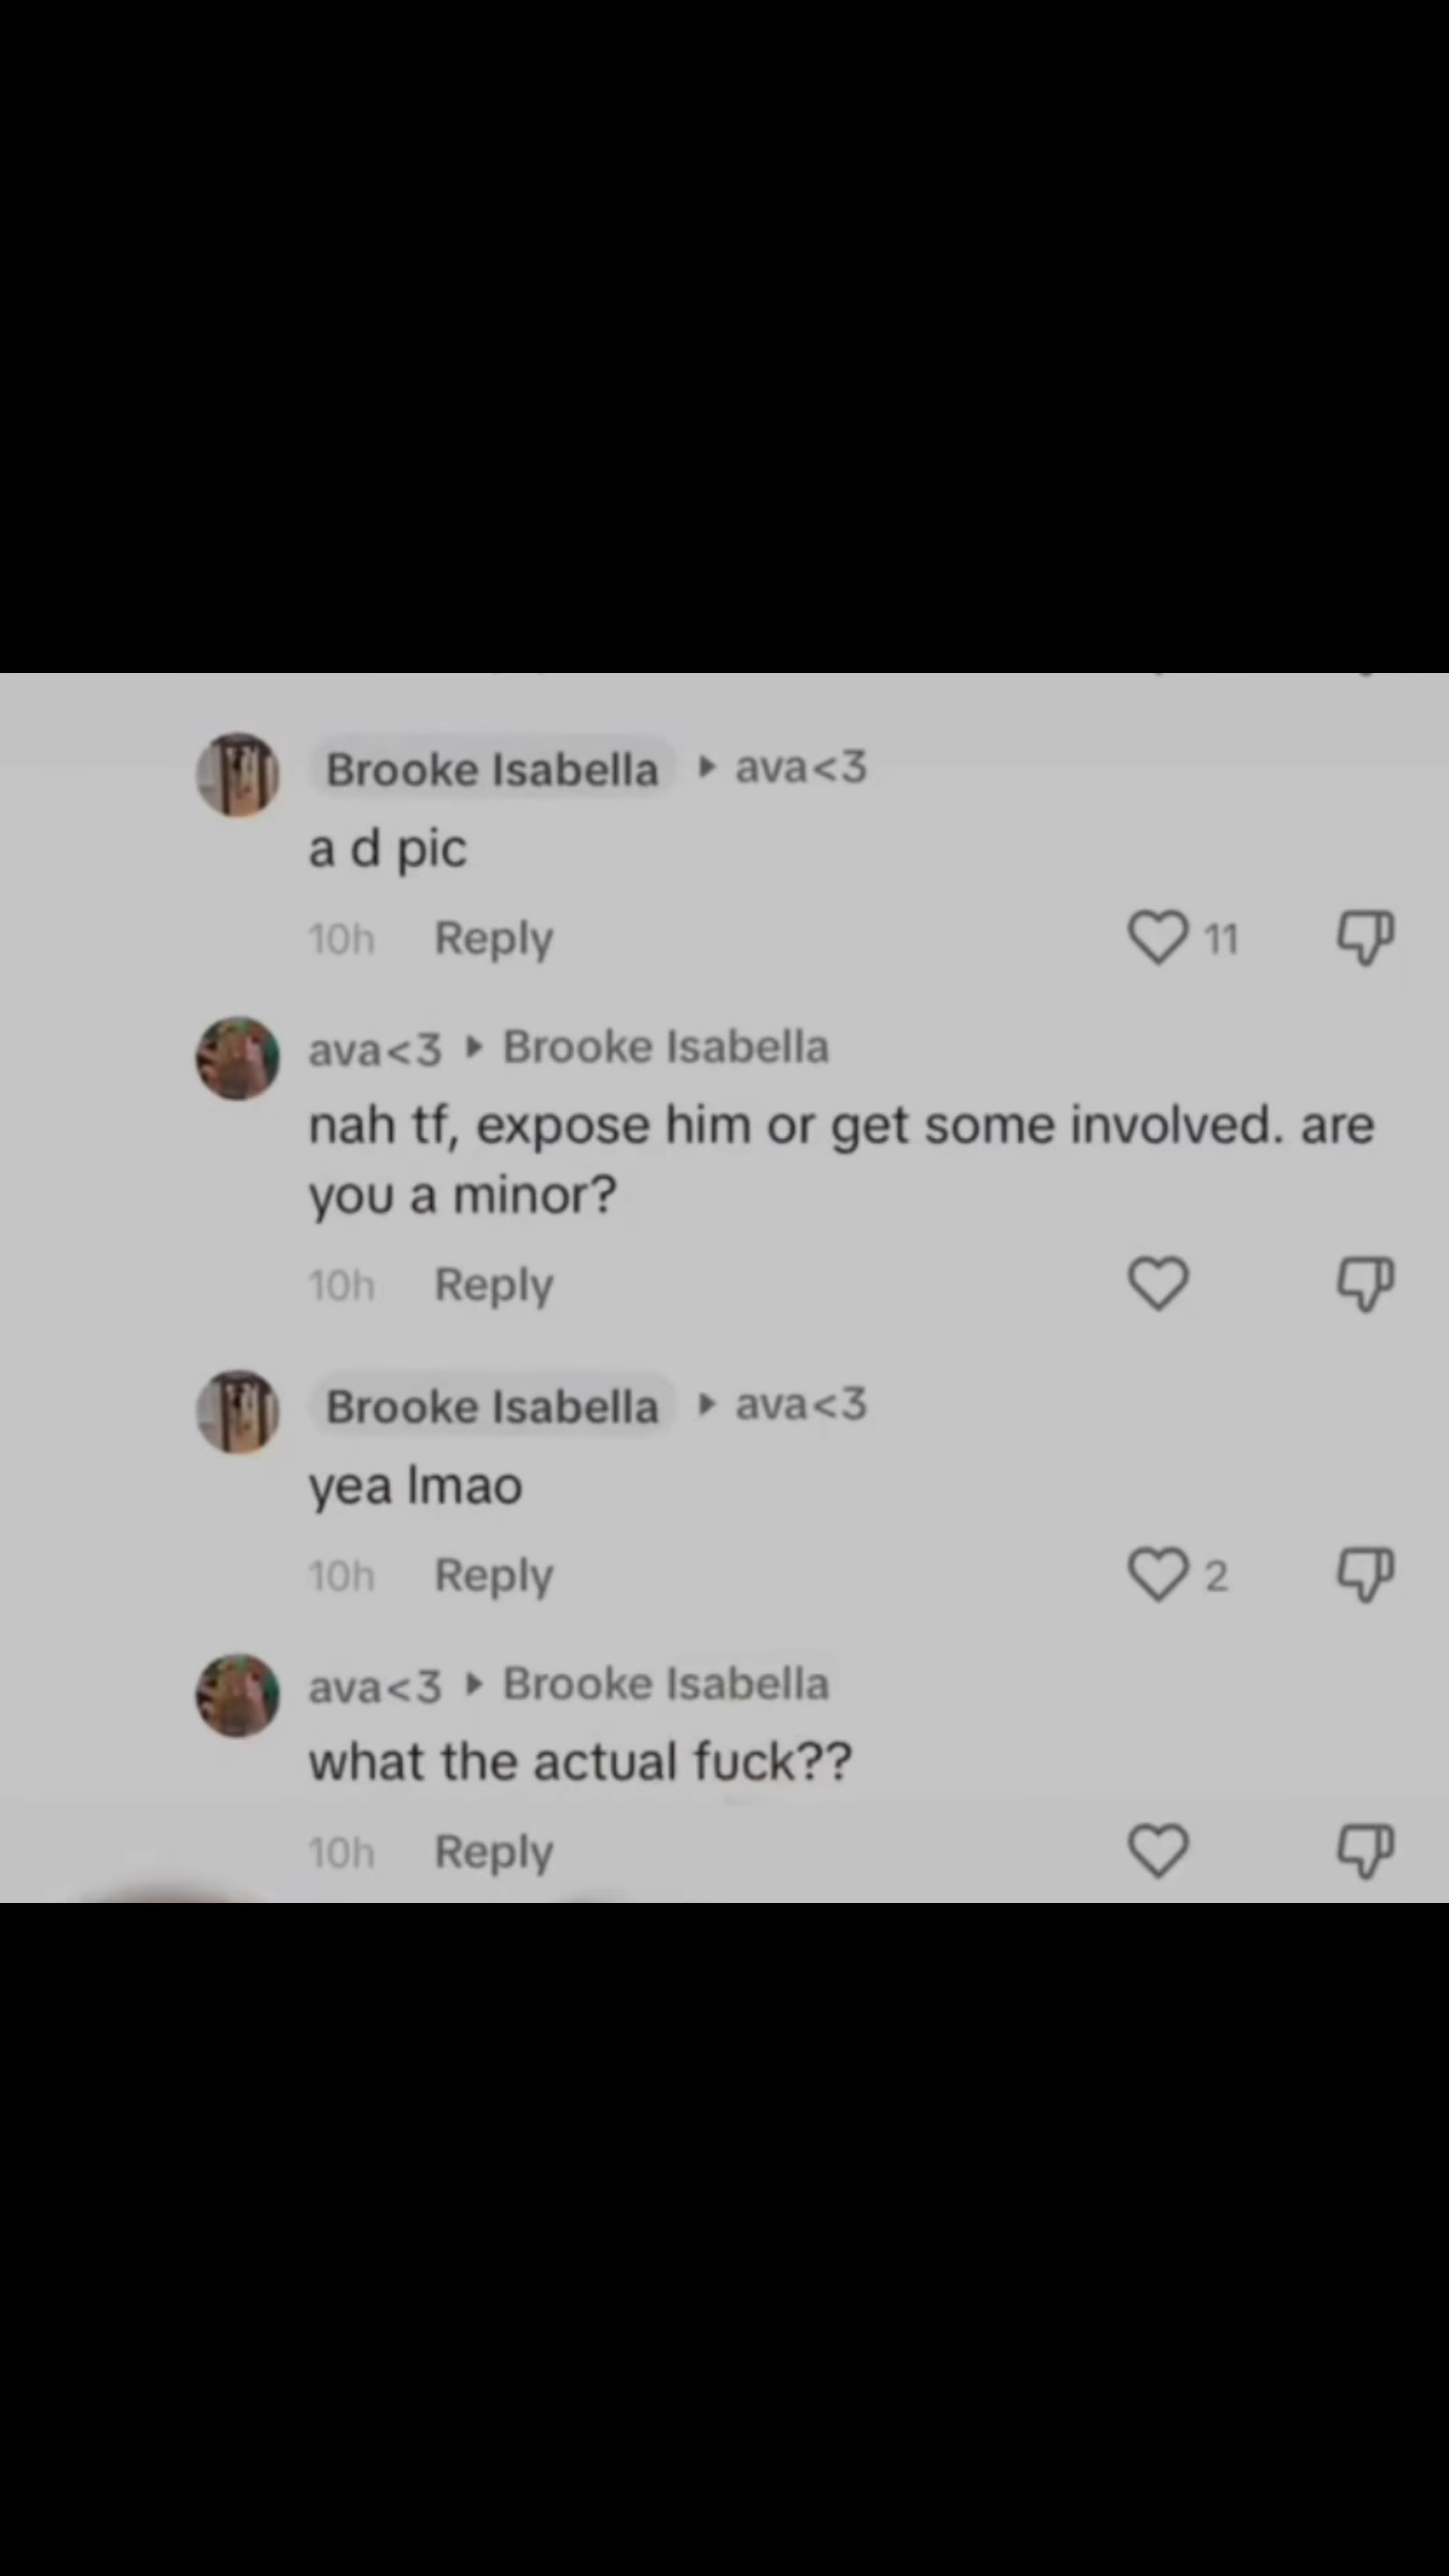 Brooke Isabella ▸ ava<3
a d pic
10h Reply 11
ava<3 ▸ Brooke Isabella
nah tf, expose him or get some involved. are
you a minor?
10h Reply
Brooke Isabella ▸ ava<3
yea lmao
10h Reply 2
ava<3 ▸ Brooke Isabella
what the actual fuck??
10h Reply